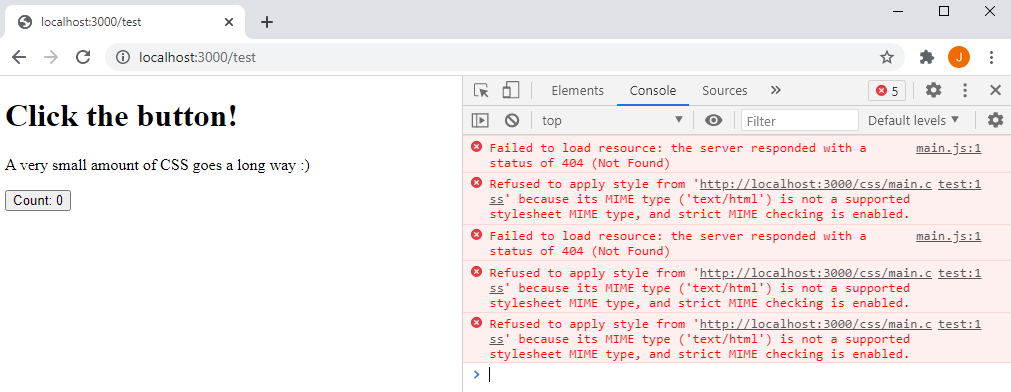 localhost:3000/test
localhost:3000/test
J
Click the button!
A very small amount of CSS goes a long way :)
Count: 0
Elements Console Sources 5
top Filter Default levels
Failed to load resource: the server responded with a main.js:1
status of 404 (Not Found)
Refused to apply style from 'http://localhost:3000/css/main.c test:1
ss' because its MIME type ('text/html') is not a supported
stylesheet MIME type, and strict MIME checking is enabled.
Failed to load resource: the server responded with a main.js:1
status of 404 (Not Found)
Refused to apply style from 'http://localhost:3000/css/main.c test:1
ss' because its MIME type ('text/html') is not a supported
stylesheet MIME type, and strict MIME checking is enabled.
Refused to apply style from 'http://localhost:3000/css/main.c test:1
ss' because its MIME type ('text/html') is not a supported
stylesheet MIME type, and strict MIME checking is enabled.